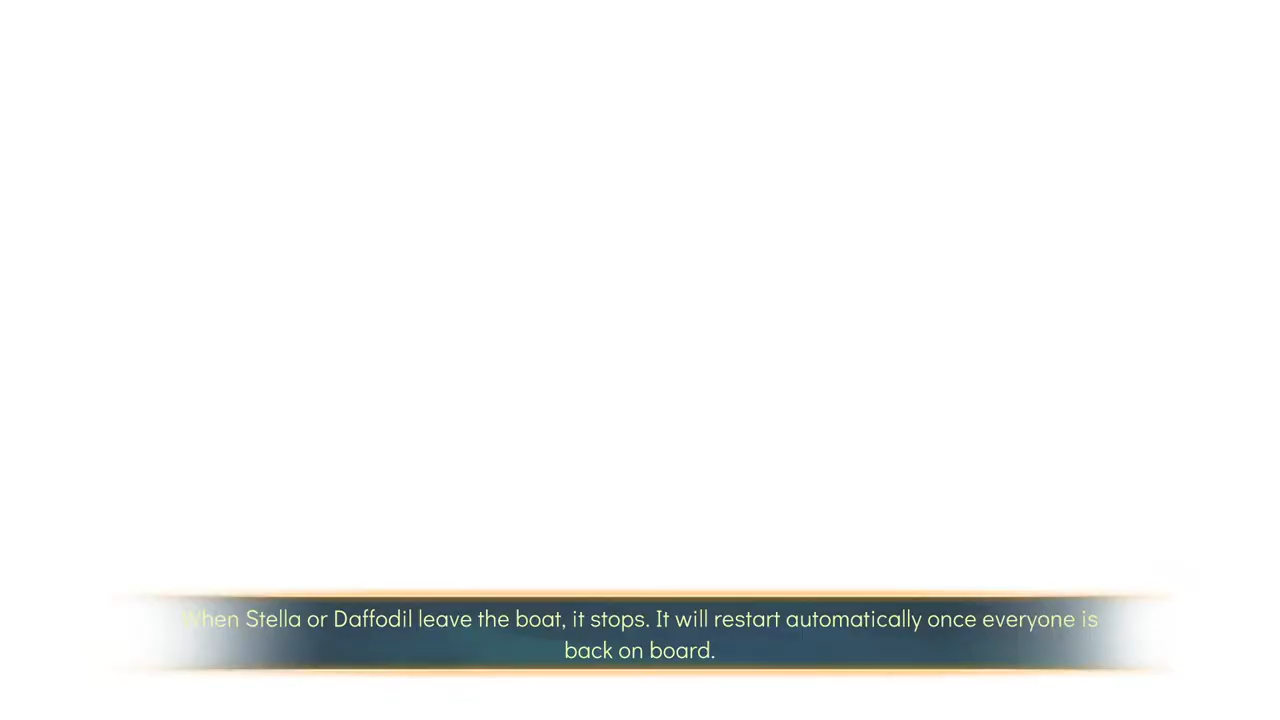 When Stella or Daffodil leave the boat, it stops. It will restart automatically once everyone is
back on board.